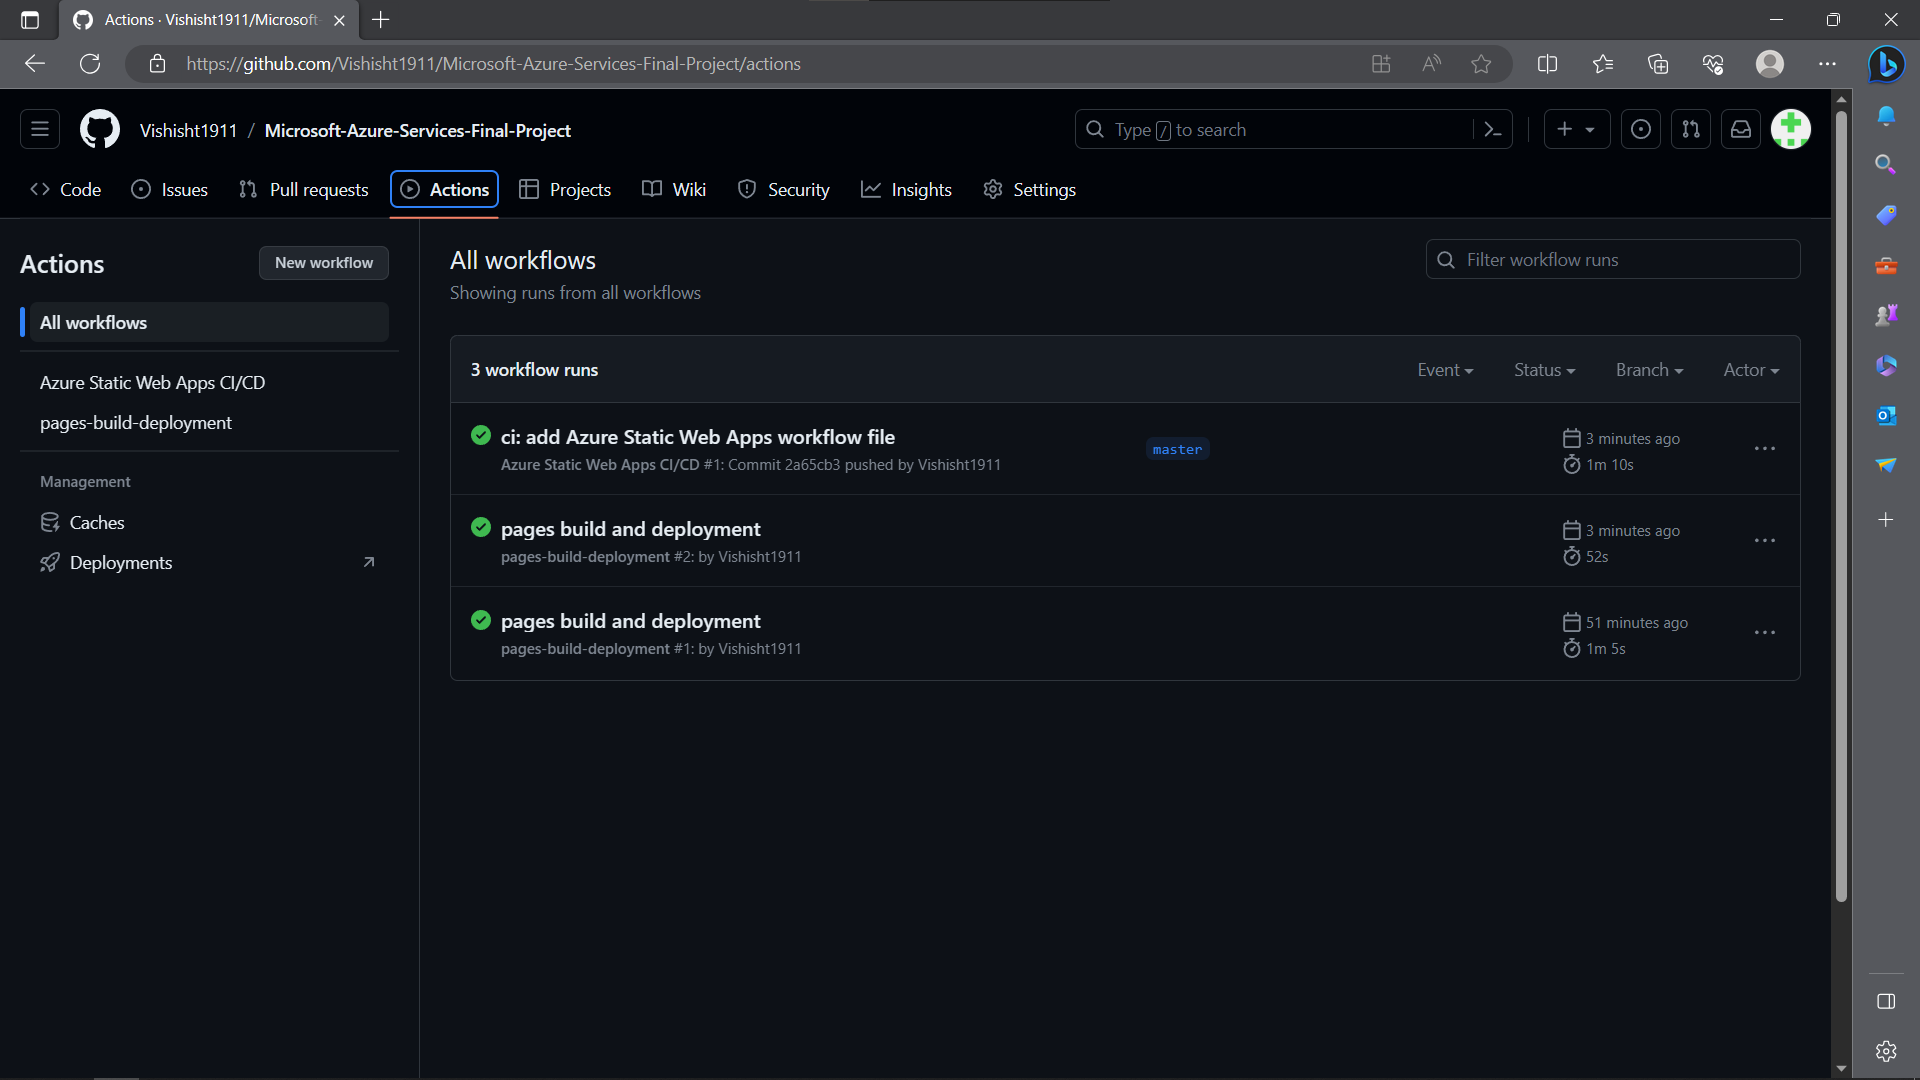 Actions · Vishisht1911/Microsoft-
https://github.com/Vishisht1911/Microsoft-Azure-Services-Final-Project/actions
Vishisht1911 / Microsoft-Azure-Services-Final-Project
Type / to search
Code
Issues
Pull requests
Actions
Projects
Wiki
Security
Insights
Settings
Actions
New workflow
All workflows
Azure Static Web Apps CI/CD
pages-build-deployment
Management
Caches
Deployments
All workflows
Showing runs from all workflows
Filter workflow runs
3 workflow runs
Event
Status
Branch
Actor
ci: add Azure Static Web Apps workflow file
Azure Static Web Apps CI/CD #1: Commit 2a65cb3 pushed by Vishisht1911
master
3 minutes ago
1m 10s
pages build and deployment
pages-build-deployment #2: by Vishisht1911
3 minutes ago
52s
pages build and deployment
pages-build-deployment #1: by Vishisht1911
51 minutes ago
1m 5s